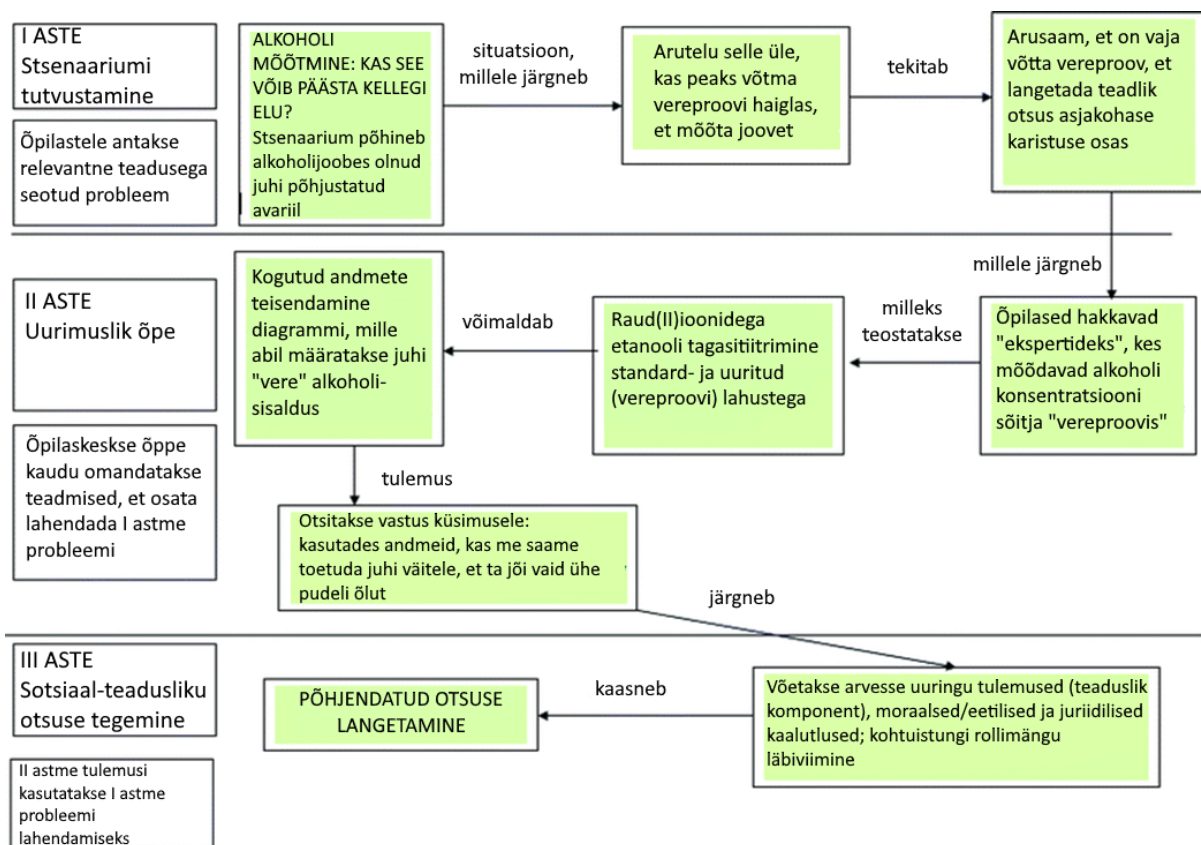 I ASTE
Stsenaariumi
tutvustamine
Õpilastele antakse
relevantne teadusega
seotud probleem
ALKOHOLI
MÕÕTMINE: KAS SEE
VÕIB PÄÄSTA KELLEGI
ELU?
Stsenaarium põhineb
alkoholijoobes olnud
juhi põhjustatud
avariil
situatsioon,
millele järgneb
Arutelu selle üle,
kas peaks võtma
vereproovi haiglas,
et mõõta joovet
tekitab
Arusaam, et on vaja
võtta vereproov, et
langetada teadlik
otsus asjakohase
karistuse osas
millele järgneb
II ASTE
Uurimuslik õpe
Õpilaskeskse õppe
kaudu omandatakse
teadmised, et osata
lahendada I astme
probleemi
Õpilased hakkavad
"ekspertideks", kes
mõõdavad alkoholi
konsentratsiooni
sõitja "vereproovis"
milleks
teostatakse
Raud(II)ioonidega
etanooli tagasitiitrimine
standard- ja uuritud
(vereproovi) lahustega
võimaldab
Kogutud andmete
teisendamine
diagrammi, mille
abil määratakse juhi
"vere" alkoholi-
sisaldus
tulemus
Otsitakse vastus küsimusele:
kasutades andmeid, kas me saame
toetuda juhi väitele, et ta jõi vaid ühe
pudeli õlut
järgneb
III ASTE
Sotsiaal-teadusliku
otsuse tegemine
II astme tulemusi
kasutatakse I astme
probleemi
lahendamiseks
Võetakse arvesse uuringu tulemused (teaduslik
komponent), moraalsed/eetilised ja juriidilised
kaalutlused; kohtuistungi rollimängu
läbiviimine
kaasneb
PÕHJENDATUD OTSUSE
LANGETAMINE